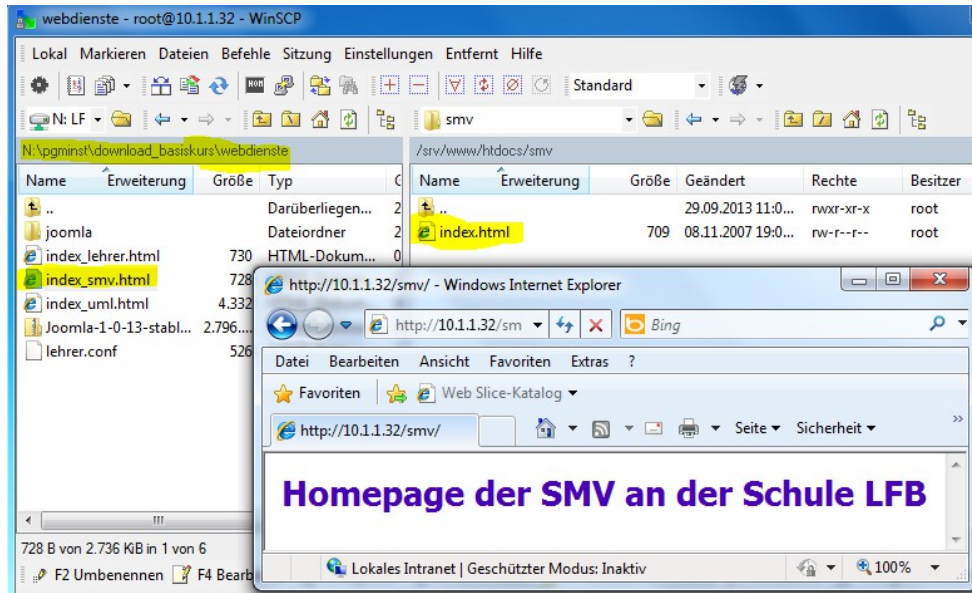 webdienste - root@10.1.1.32 - WinSCP
Lokal Markieren Dateien Befehle Sitzung Einstellungen Entfernt Hilfe
Standard
N: LF
smv
N:\pgminst\download_basiskurs\webdienste
/srv/www/htdocs/smv
Name Erweiterung Größe Typ
Name Erweiterung Größe Geändert Rechte Besitzer
.. Darüberliegen... 2
.. 29.09.2013 11:0... rwxr-xr-x root
joomla Dateiordner 2
index.html 709 08.11.2007 19:0... rw-r--r-- root
index_lehrer.html 730 HTML-Dokum... 0
index_smv.html 728
index_uml.html 4.332
Joomla-1-0-13-stabl... 2.796....
lehrer.conf 526
http://10.1.1.32/smv/ - Windows Internet Explorer
http://10.1.1.32/sm
Bing
Datei Bearbeiten Ansicht Favoriten Extras ?
Favoriten Web Slice-Katalog
http://10.1.1.32/smv/
Seite Sicherheit
Homepage der SMV an der Schule LFB
Lokales Intranet | Geschützter Modus: Inaktiv
100%
728 B von 2.736 KiB in 1 von 6
F2 Umbenennen F4 Bearb